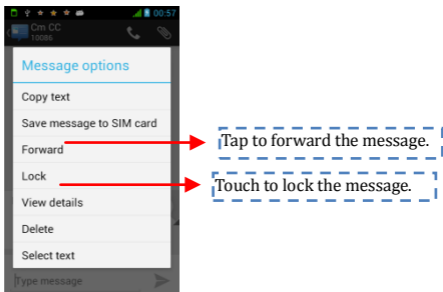 00:57
Cm CC
10086
Message options
Copy text
Save message to SIM card
Forward
Tap to forward the message.
Lock
Touch to lock the message.
View details
Delete
Select text
Type message